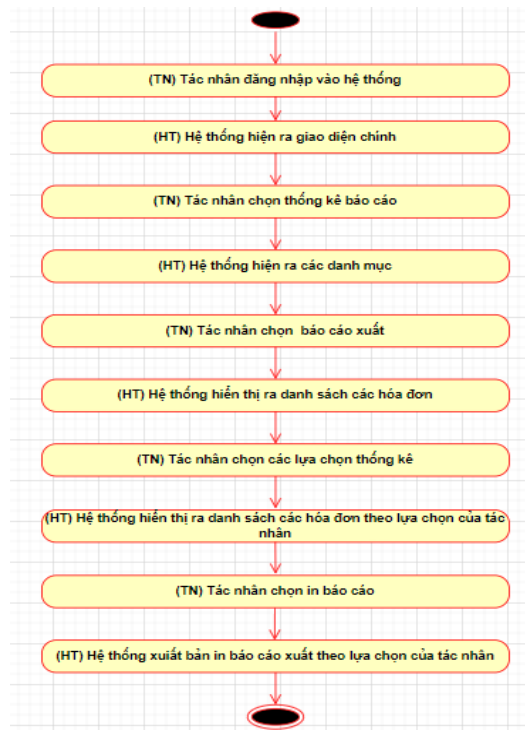 (TN) Tác nhân đăng nhập vào hệ thống
(HT) Hệ thống hiện ra giao diện chính
(TN) Tác nhân chọn thống kê báo cáo
(HT) Hệ thống hiện ra các danh mục
(TN) Tác nhân chọn báo cáo xuất
(HT) Hệ thống hiển thị ra danh sách các hóa đơn
(TN) Tác nhân chọn các lựa chọn thống kê
(HT) Hệ thống hiển thị ra danh sách các hóa đơn theo lựa chọn của tác
nhân
(TN) Tác nhân chọn in báo cáo
(HT) Hệ thống xuiất bản in báo cáo xuất theo lựa chọn của tác nhân